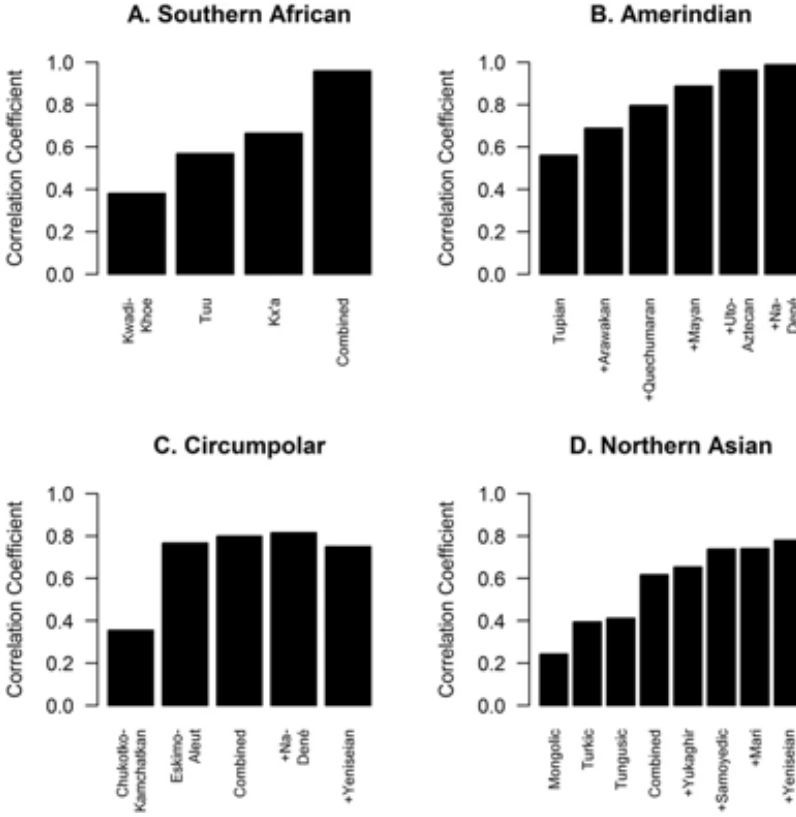 A. Southern African
Correlation Coefficient
1.0
0.8
0.6
0.4
0.2
0.0
Kwadi-
Khoe
Tuu
Kx'a
Combined
B. Amerindian
Correlation Coefficient
1.0
0.8
0.6
0.4
0.2
0.0
Tupian
+Arawakan
+Quechumaran
+Mayan
+Uto-
Aztecan
+Na-
Dené
C. Circumpolar
Correlation Coefficient
1.0
0.8
0.6
0.4
0.2
0.0
Chukotko-
Kamchatkan
Eskimo-
Aleut
Combined
+Na-
Dené
+Yeniseian
D. Northern Asian
Correlation Coefficient
1.0
0.8
0.6
0.4
0.2
0.0
Mongolic
Turkic
Tungusic
Combined
+Yukaghir
+Samoyedic
+Mari
+Yeniseian